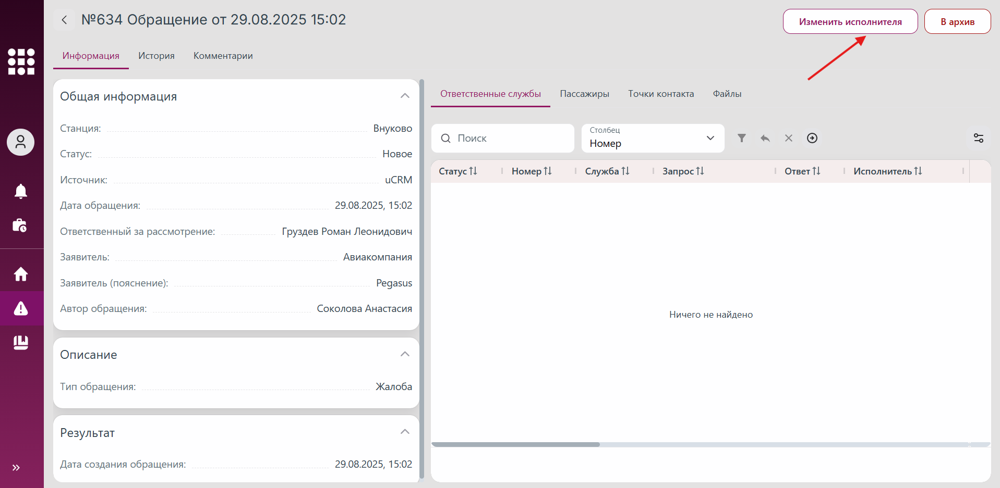 №634 Обращение от 29.08.2025 15:02
Изменить исполнителя
В архив
Информация
История
Комментарии
Общая информация
Станция: Внуково
Статус: Новое
Источник: uCRM
Дата обращения: 29.08.2025, 15:02
Ответственный за рассмотрение: Груздев Роман Леонидович
Заявитель: Авиакомпания
Заявитель (пояснение): Pegasus
Автор обращения: Соколова Анастасия
Описание
Тип обращения: Жалоба
Результат
Дата создания обращения: 29.08.2025, 15:02
Ответственные службы
Пассажиры
Точки контакта
Файлы
Поиск
Столбец
Номер
Статус Номер Служба Запрос Ответ Исполнитель
Ничего не найдено